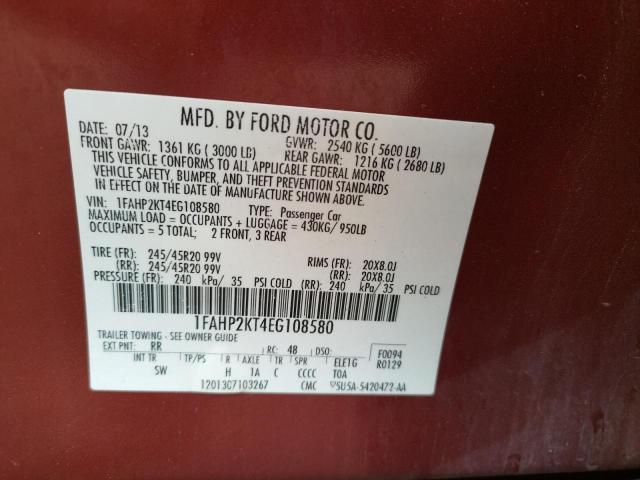 MFD. BY FORD MOTOR CO.
DATE: 07/13 GVWR: 2540 KG ( 5600 LB)
FRONT GAWR: 1361 KG ( 3000 LB) REAR GAWR: 1216 KG ( 2680 LB)
THIS VEHICLE CONFORMS TO ALL APPLICABLE FEDERAL MOTOR
VEHICLE SAFETY, BUMPER, AND THEFT PREVENTION STANDARDS
IN EFFECT ON THE DATE OF MANUFACTURE SHOWN ABOVE.
VIN: 1FAHP2KT4EG108580 TYPE: Passenger Car
MAXIMUM LOAD = OCCUPANTS + LUGGAGE = 430KG/ 950LB
OCCUPANTS = 5 TOTAL; 2 FRONT, 3 REAR
TIRE (FR): 245/45R20 99V RIMS (FR): 20X8.0J
(RR): 245/45R20 99V (RR): 20X8.0J
PRESSURE (FR): 240 kPa/ 35 PSI COLD (RR): 240 kPa/ 35 PSI COLD
1FAHP2KT4EG108580
TRAILER TOWING - SEE OWNER GUIDE
EXT PNT: RR RC: 48 DSO: F0094
R0129
INT TR TP/PS R AXLE TR SPR ELE1G
SW H 1A C CCCC TOA
1201307103267 CMC 5U5A-5420472-AA